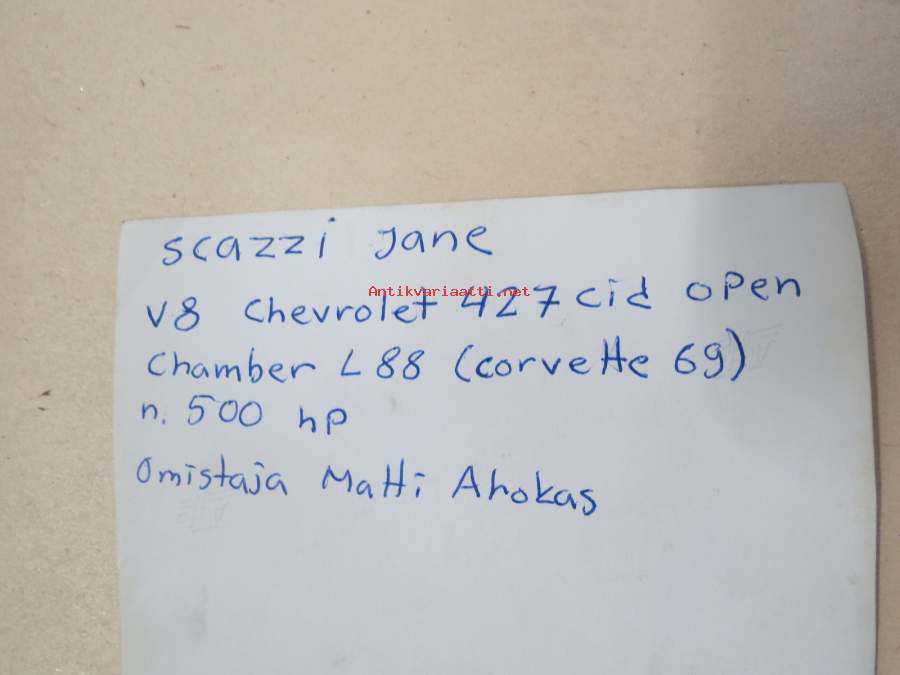 scazzi Jane
Antikvariaatti.net
V8 Chevrolet 427 cid open
Chamber L88 (corvette 69)
n. 500 hp
Omistaja Matti Ahokas